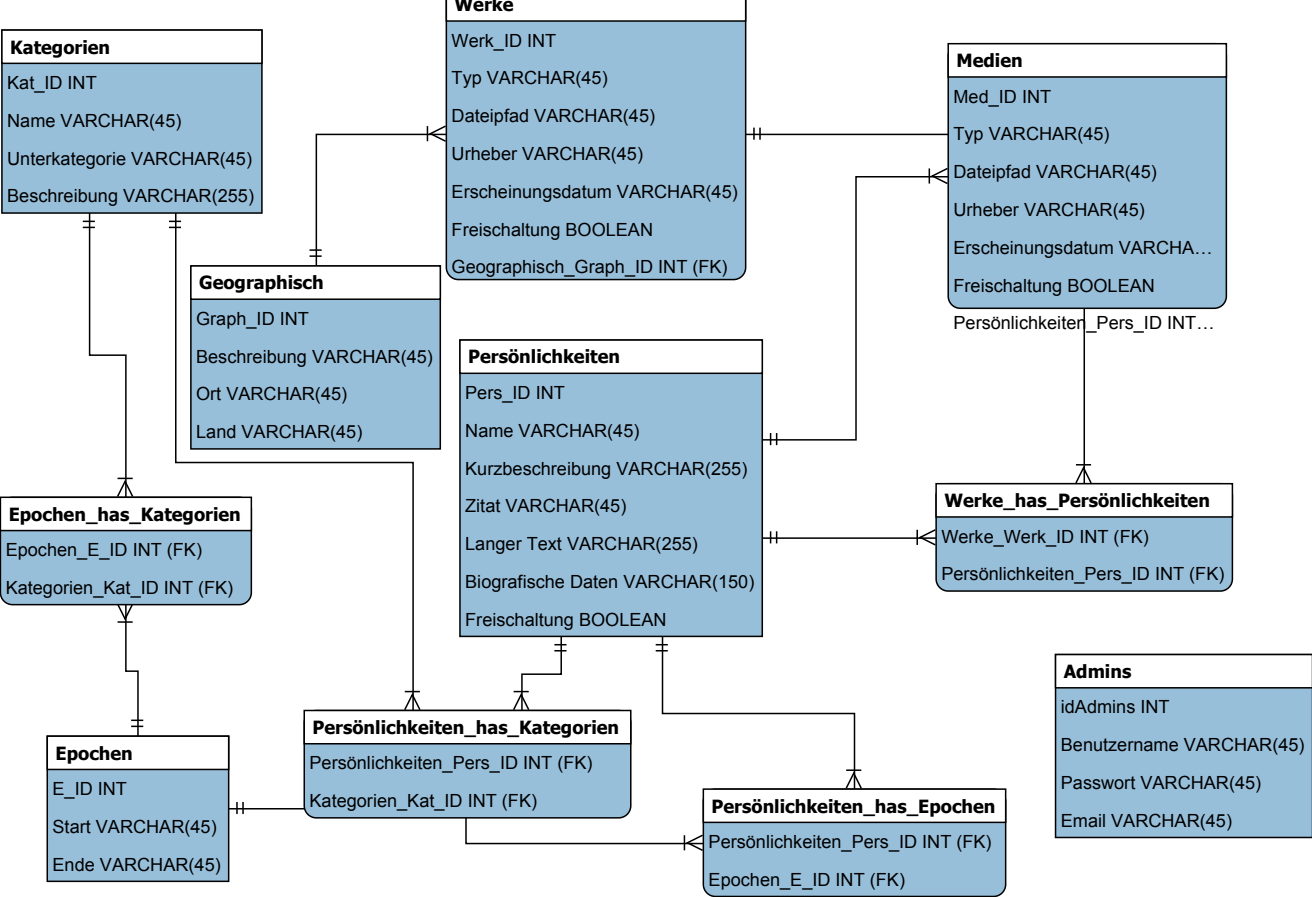 Werke
Werk_ID INT
Typ VARCHAR(45)
Dateipfad VARCHAR(45)
Urheber VARCHAR(45)
Erscheinungsdatum VARCHAR(45)
Freischaltung BOOLEAN
Geographisch_Graph_ID INT (FK)
Kategorien
Kat_ID INT
Name VARCHAR(45)
Unterkategorie VARCHAR(45)
Beschreibung VARCHAR(255)
Medien
Med_ID INT
Typ VARCHAR(45)
Dateipfad VARCHAR(45)
Urheber VARCHAR(45)
Erscheinungsdatum VARCHA…
Freischaltung BOOLEAN
Persönlichkeiten_Pers_ID INT…
Geographisch
Graph_ID INT
Beschreibung VARCHAR(45)
Ort VARCHAR(45)
Land VARCHAR(45)
Persönlichkeiten
Pers_ID INT
Name VARCHAR(45)
Kurzbeschreibung VARCHAR(255)
Zitat VARCHAR(45)
Langer Text VARCHAR(255)
Biografische Daten VARCHAR(150)
Freischaltung BOOLEAN
Epochen_has_Kategorien
Epochen_E_ID INT (FK)
Kategorien_Kat_ID INT (FK)
Werke_has_Persönlichkeiten
Werke_Werk_ID INT (FK)
Persönlichkeiten_Pers_ID INT (FK)
Admins
idAdmins INT
Benutzername VARCHAR(45)
Passwort VARCHAR(45)
Email VARCHAR(45)
Persönlichkeiten_has_Kategorien
Persönlichkeiten_Pers_ID INT (FK)
Kategorien_Kat_ID INT (FK)
Epochen
E_ID INT
Start VARCHAR(45)
Ende VARCHAR(45)
Persönlichkeiten_has_Epochen
Persönlichkeiten_Pers_ID INT (FK)
Epochen_E_ID INT (FK)